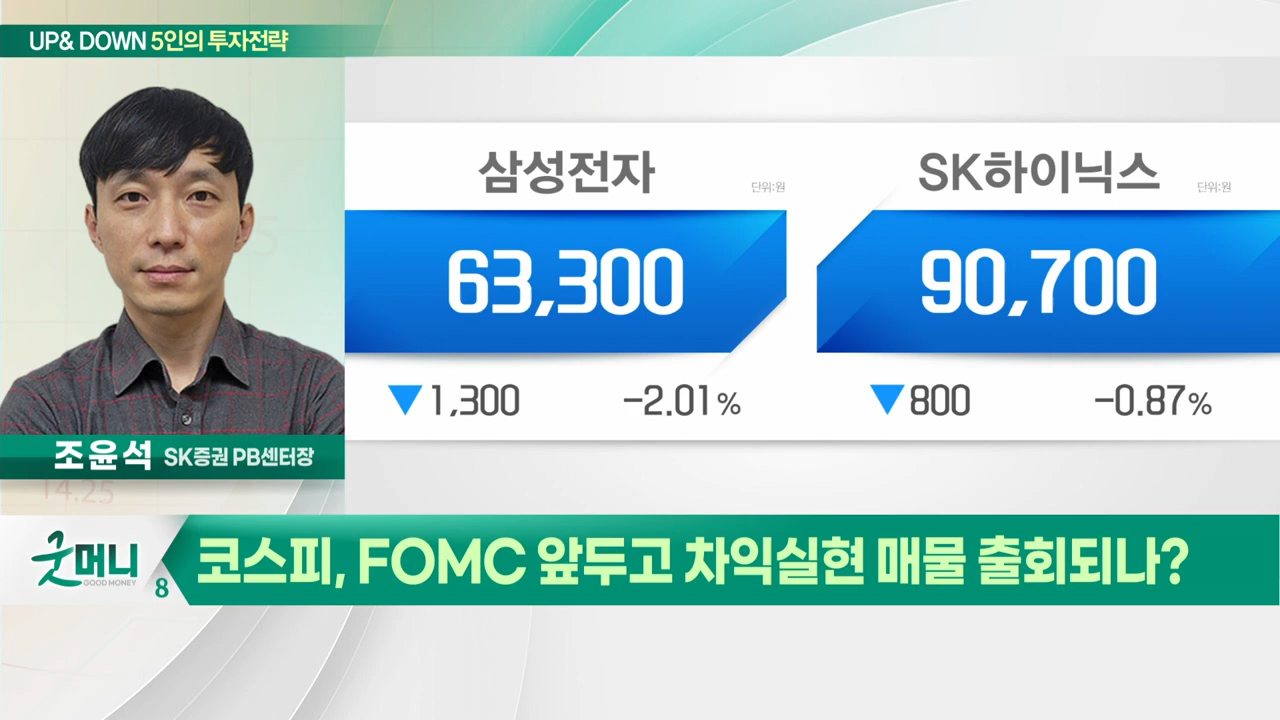 UP& DOWN 5인의 투자전략
삼성전자
단위:원
63,300
▼1,300 -2.01%
SK하이닉스
단위:원
90,700
▼800 -0.87%
조윤석 SK증권 PB센터장
14.25
굿머니
GOOD MONEY
8
코스피, FOMC 앞두고 차익실현 매물 출회되나?